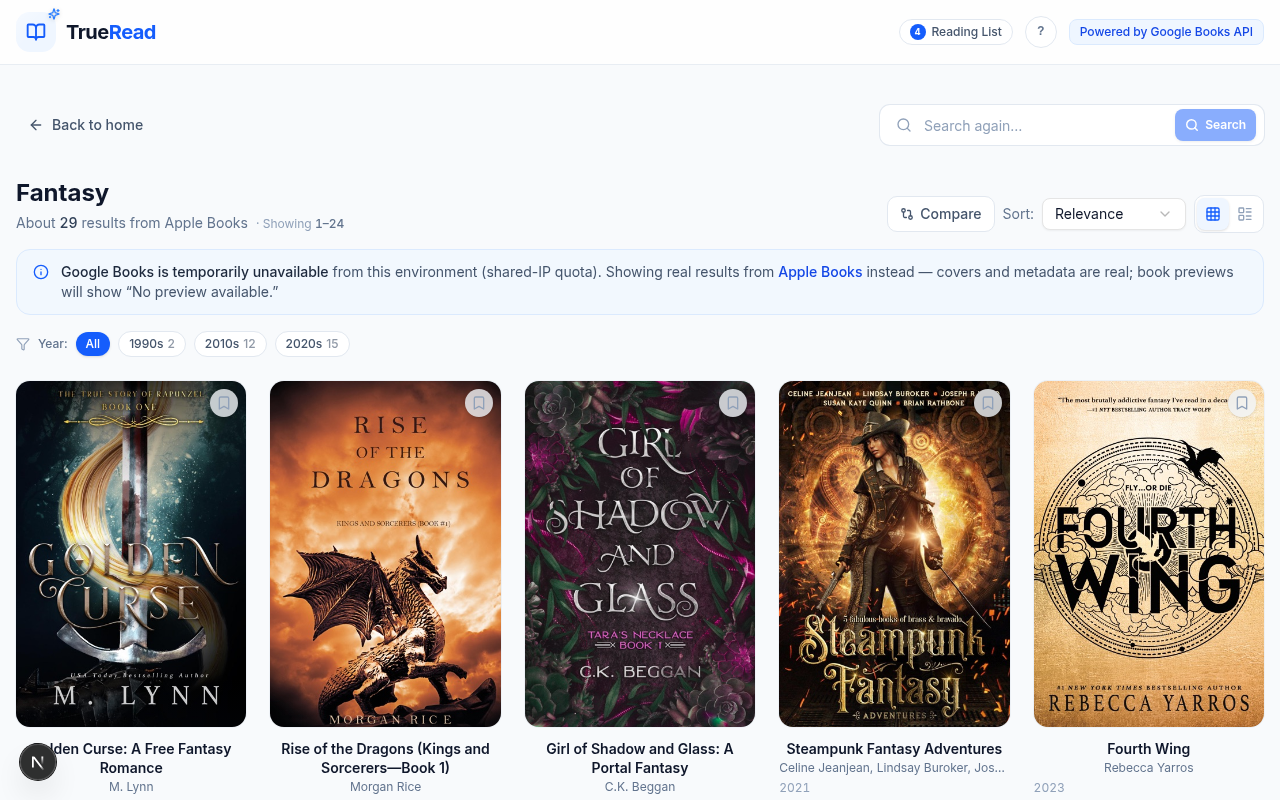 TrueRead
4 Reading List
?
Powered by Google Books API
Back to home
Search again...
Search
Fantasy
About 29 results from Apple Books · Showing 1–24
Compare
Sort:
Relevance
Google Books is temporarily unavailable from this environment (shared-IP quota). Showing real results from Apple Books instead — covers and metadata are real; book previews
will show “No preview available.”
Year:
All
1990s 2
2010s 12
2020s 15
THE TRUE STORY OF RAPUNZEL
BOOK ONE
GOLDEN
CURSE
USA Today Bestselling Author
M. LYNN
RISE
OF THE
DRAGONS
KINGS AND SORCERERS (BOOK #1)
MORGAN RICE
GIRL
OF
SHADOW
AND
GLASS
TARA'S NECKLACE
BOOK 1
C.K. BEGGAN
CELINE JEANJEAN • LINDSAY BUROKER • JOSEPH
SUSAN KAYE QUINN • BRIAN RATHBONE
5 fabulous books of brass & bravado
Steampunk
Fantasy
ADVENTURES
“The most brutally addictive fantasy I've read in a
—#1 NYT BESTSELLING AUTHOR TRACY WOLFF
FLY...OR DIE
FOURTH
WING
#1 NEW YORK TIMES BESTSELLING AUTHOR
REBECCA YARROS
lden Curse: A Free Fantasy
Romance
M. Lynn
Rise of the Dragons (Kings and
Sorcerers—Book 1)
Morgan Rice
Girl of Shadow and Glass: A
Portal Fantasy
C.K. Beggan
Steampunk Fantasy Adventures
Celine Jeanjean, Lindsay Buroker, Jos...
2021
Fourth Wing
Rebecca Yarros
2023
N